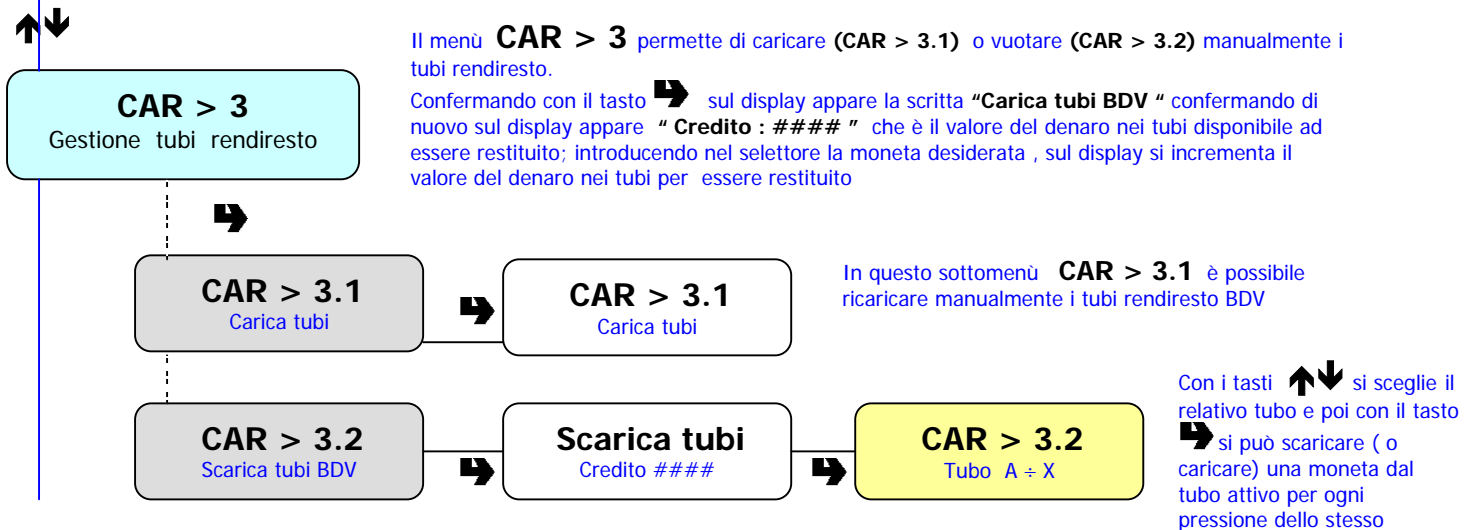 Il menù CAR > 3 permette di caricare (CAR > 3.1) o vuotare (CAR > 3.2) manualmente i
tubi rendiresto.
Confermando con il tasto sul display appare la scritta “Carica tubi BDV “ confermando di
nuovo sul display appare “ Credito : #### ” che è il valore del denaro nei tubi disponibile ad
essere restituito; introducendo nel selettore la moneta desiderata , sul display si incrementa il
valore del denaro nei tubi per essere restituito
CAR > 3
Gestione tubi rendiresto
CAR > 3.1
Carica tubi
CAR > 3.1
Carica tubi
In questo sottomenù CAR > 3.1 è possibile
ricaricare manualmente i tubi rendiresto BDV
CAR > 3.2
Scarica tubi BDV
Scarica tubi
Credito ####
CAR > 3.2
Tubo A ÷ X
Con i tasti si sceglie il
relativo tubo e poi con il tasto
si può scaricare ( o
caricare) una moneta dal
tubo attivo per ogni
pressione dello stesso